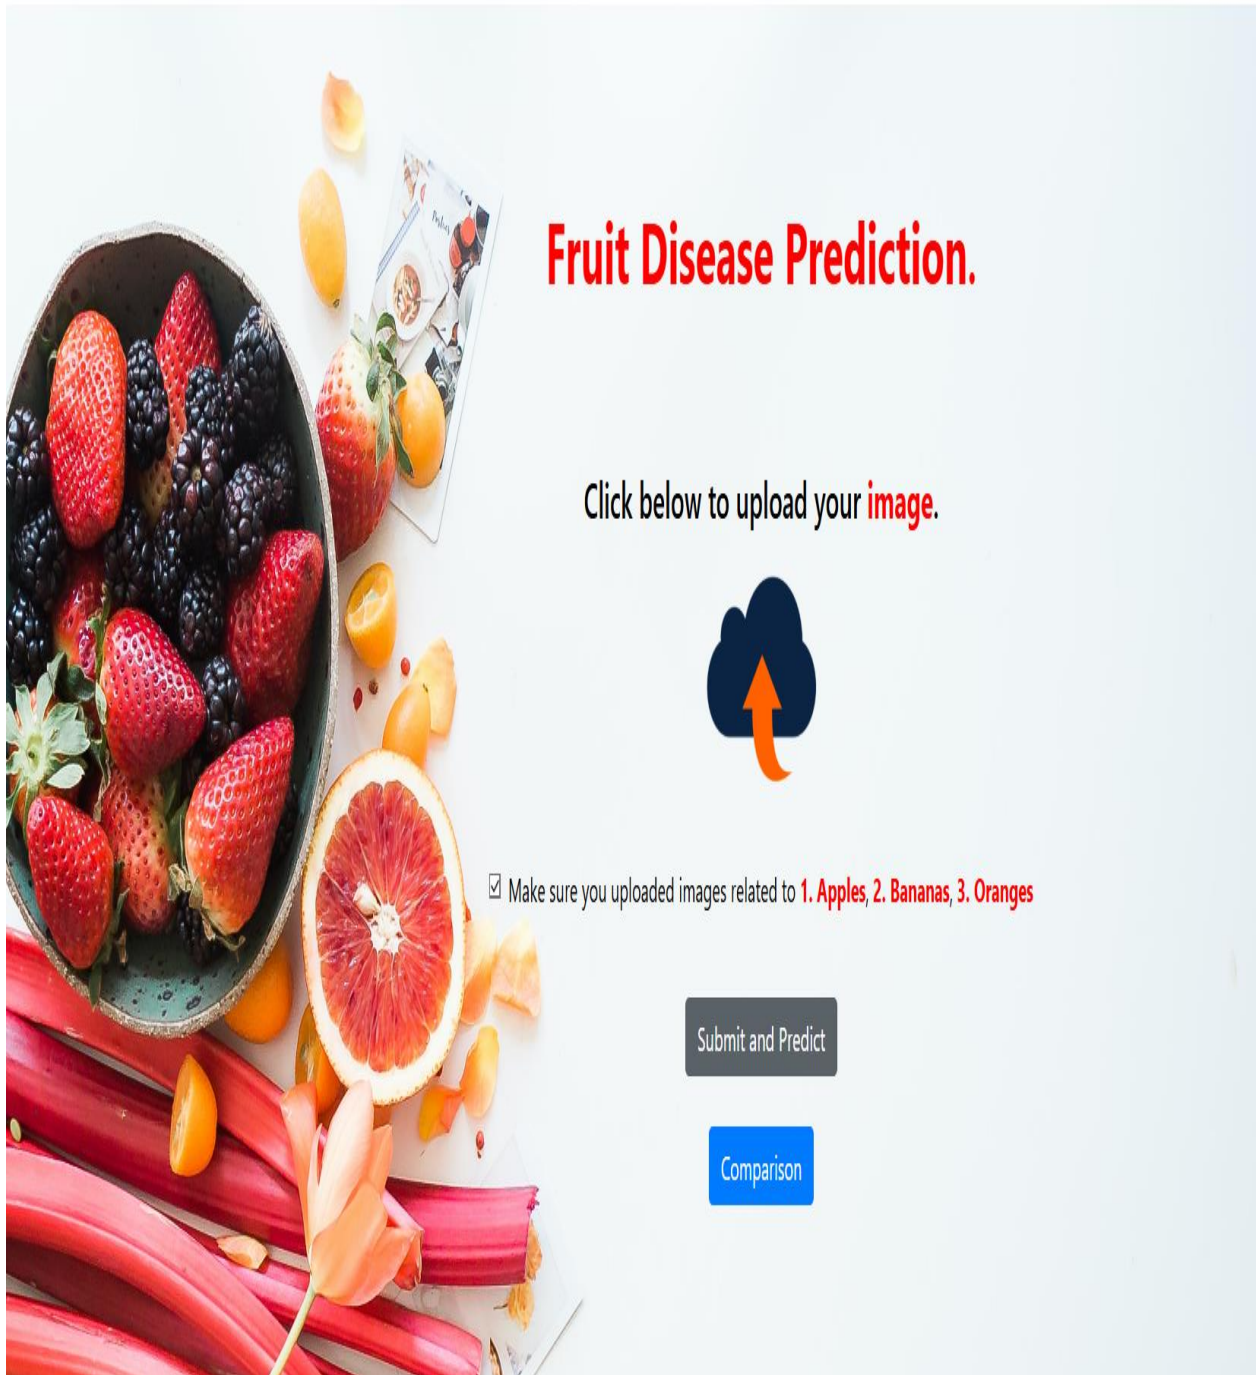 Fruit Disease Prediction.
Click below to upload your image.
Make sure you uploaded images related to 1. Apples, 2. Bananas, 3. Oranges
Submit and Predict
Comparison